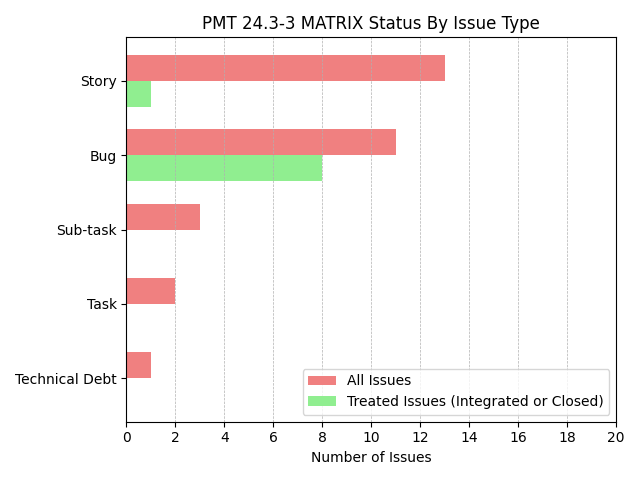 PMT 24.3-3 MATRIX Status By Issue Type
Story
Bug
Sub-task
Task
Technical Debt
All Issues
Treated Issues (Integrated or Closed)
0 2 4 6 8 10 12 14 16 18 20
Number of Issues